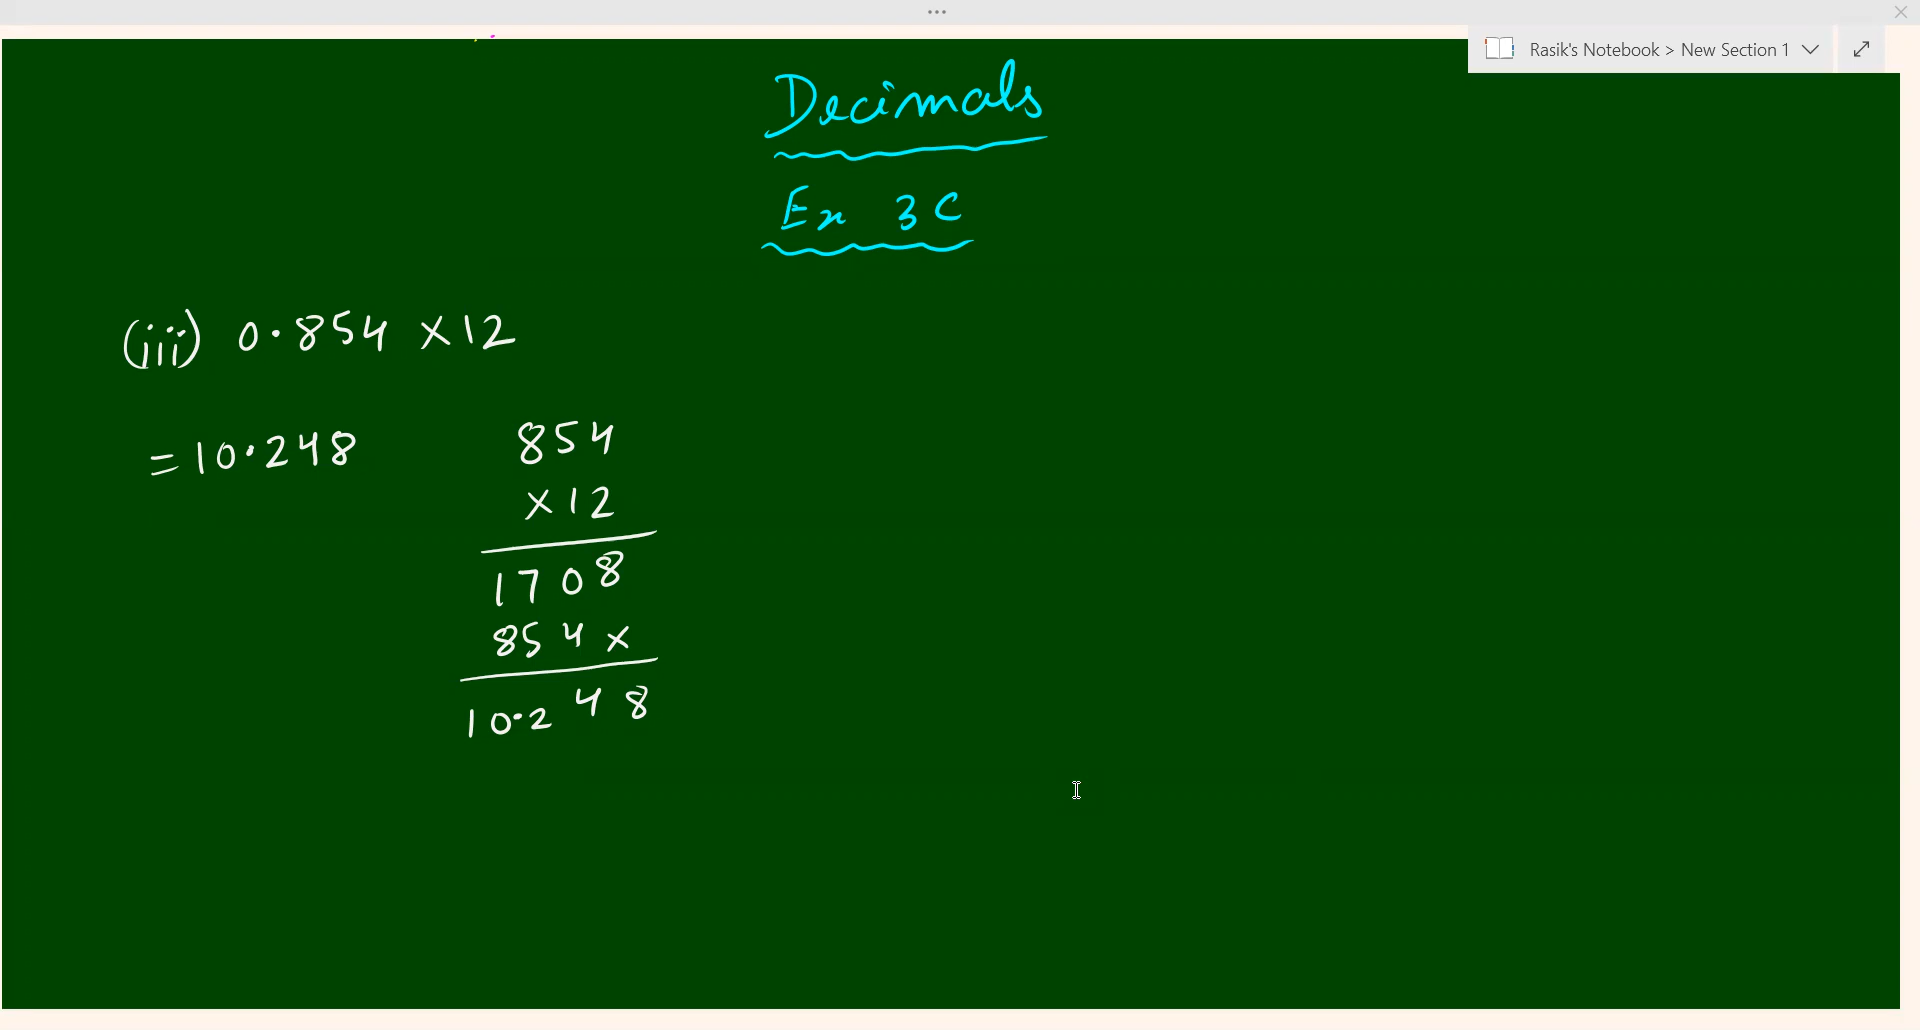 Rasik's Notebook > New Section 1
Decimals
Ex 3C
(iii) 0.854 × 12
= 10.248
854
× 12
1708
854×
10.248